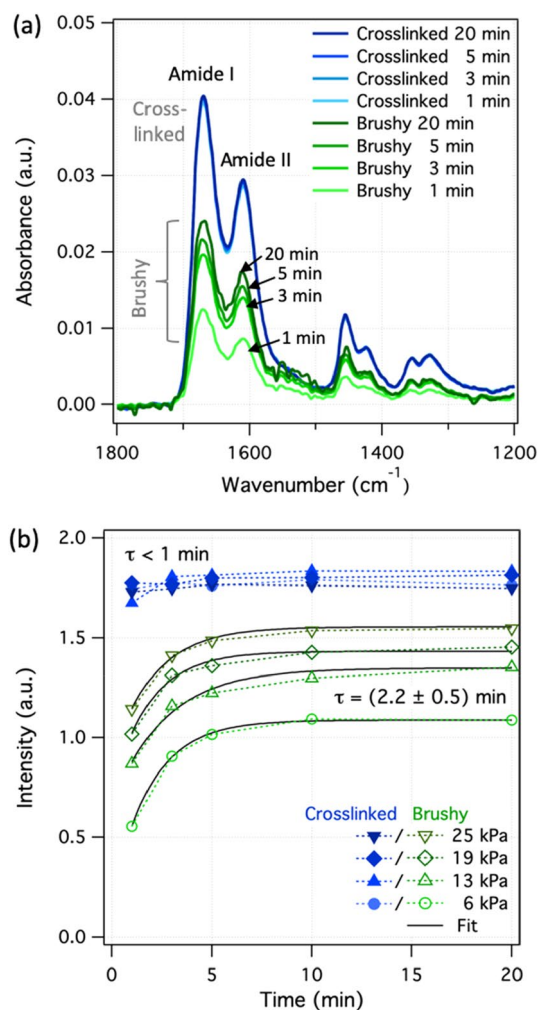 (a)
0.05
0.04
0.03
0.02
0.01
0.00
Absorbance (a.u.)
Amide I
Cross-
linked
Amide II
Brushy
Crosslinked 20 min
Crosslinked 5 min
Crosslinked 3 min
Crosslinked 1 min
Brushy 20 min
Brushy 5 min
Brushy 3 min
Brushy 1 min
20 min
5 min
3 min
1 min
1800
1600
1400
1200
Wavenumber (cm⁻¹)
(b)
2.0
1.5
1.0
0.5
0.0
Intensity (a.u.)
τ < 1 min
τ = (2.2 ± 0.5) min
Crosslinked Brushy
/ 25 kPa
/ 19 kPa
/ 13 kPa
/ 6 kPa
Fit
0
5
10
15
20
Time (min)